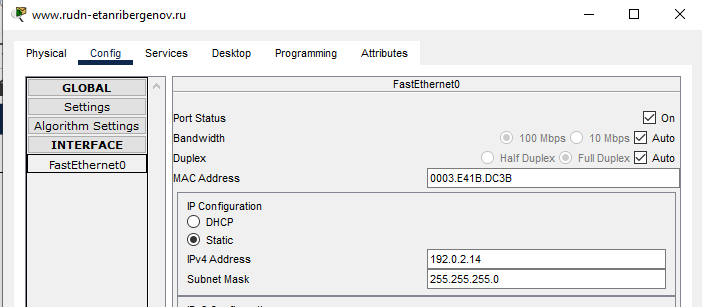 www.rudn-etanribergenov.ru
Physical Config Services Desktop Programming Attributes
GLOBAL
Settings
Algorithm Settings
INTERFACE
FastEthernet0
FastEthernet0
Port Status On
Bandwidth 100 Mbps 10 Mbps Auto
Duplex Half Duplex Full Duplex Auto
MAC Address 0003.E41B.DC3B
IP Configuration
DHCP
Static
IPv4 Address 192.0.2.14
Subnet Mask 255.255.255.0